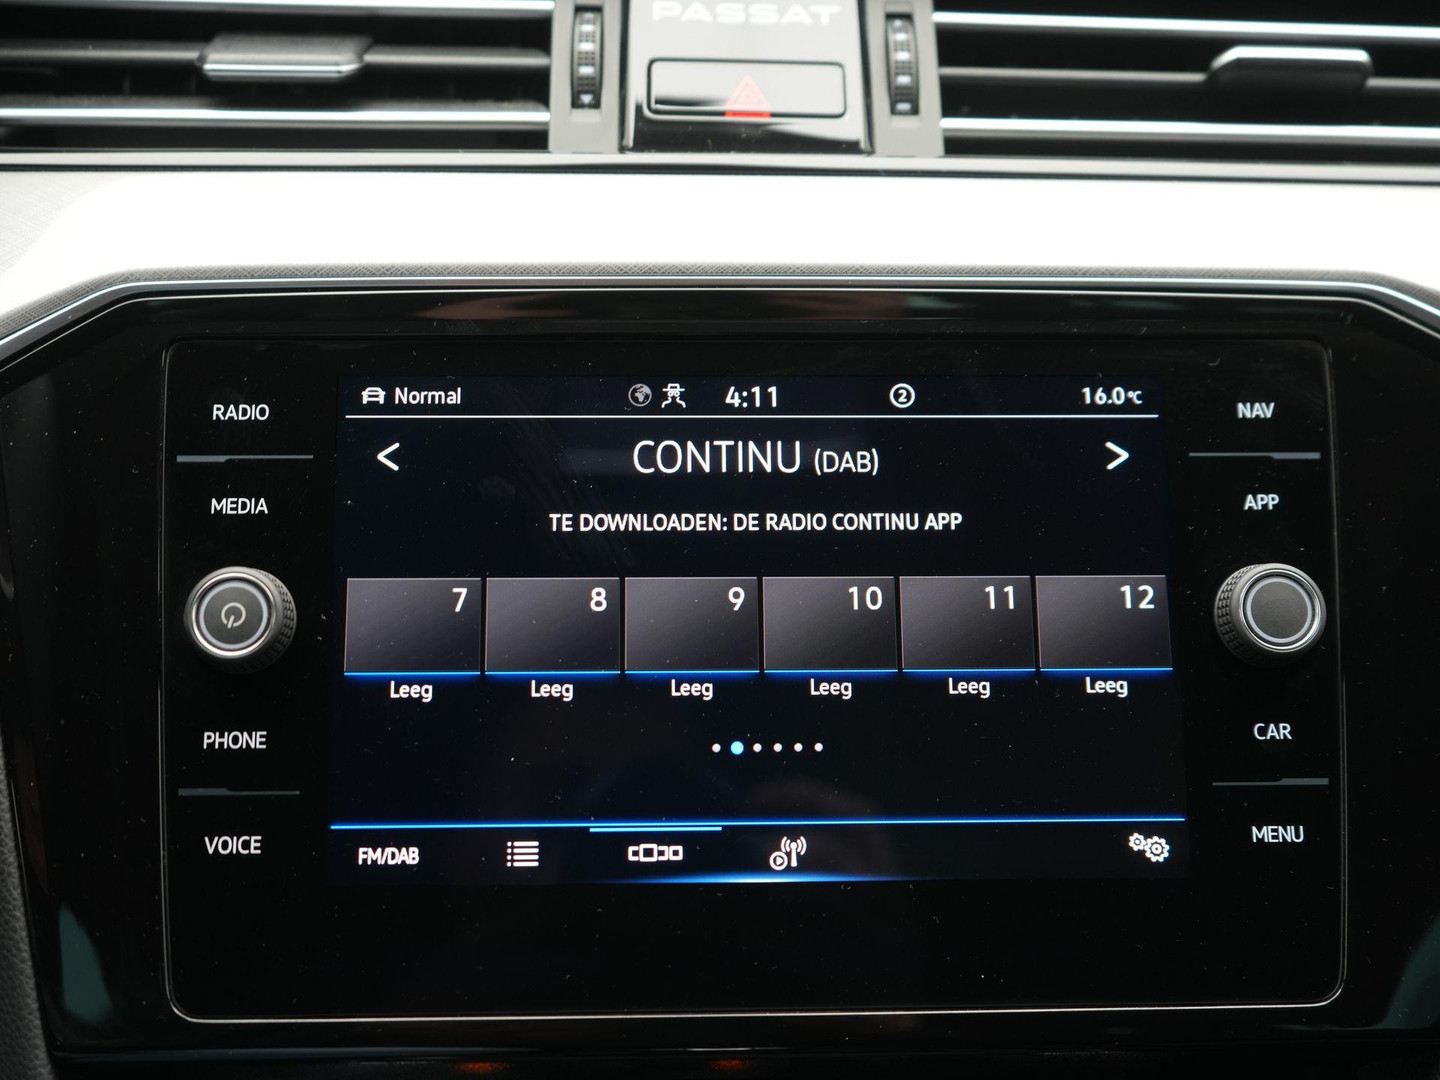 PASSAT
RADIO
MEDIA
PHONE
VOICE
Normal 4:11 2 16.0°C
< CONTINU (DAB) >
TE DOWNLOADEN: DE RADIO CONTINU APP
7 8 9 10 11 12
Leeg Leeg Leeg Leeg Leeg Leeg
FM/DAB
NAV
APP
CAR
MENU